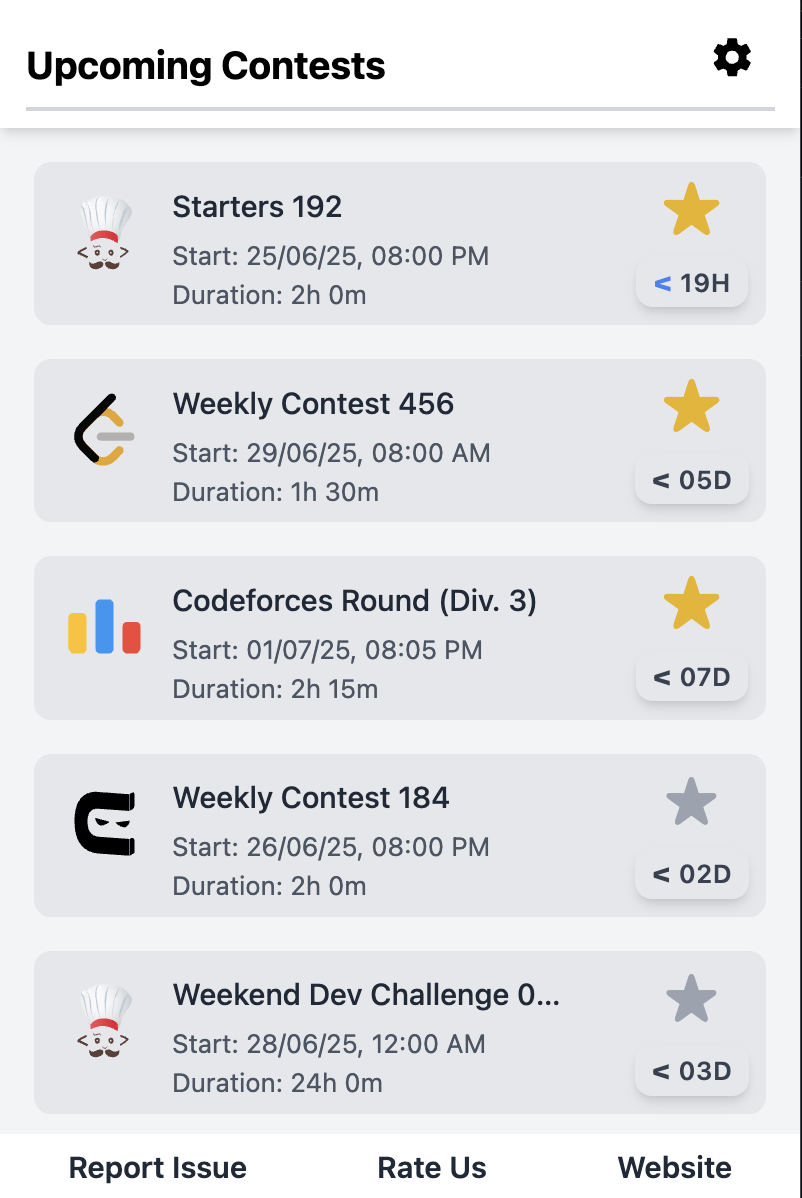 Upcoming Contests
Starters 192
Start: 25/06/25, 08:00 PM
Duration: 2h 0m
< 19H
Weekly Contest 456
Start: 29/06/25, 08:00 AM
Duration: 1h 30m
< 05D
Codeforces Round (Div. 3)
Start: 01/07/25, 08:05 PM
Duration: 2h 15m
< 07D
Weekly Contest 184
Start: 26/06/25, 08:00 PM
Duration: 2h 0m
< 02D
Weekend Dev Challenge 0...
Start: 28/06/25, 12:00 AM
Duration: 24h 0m
< 03D
Report Issue Rate Us Website